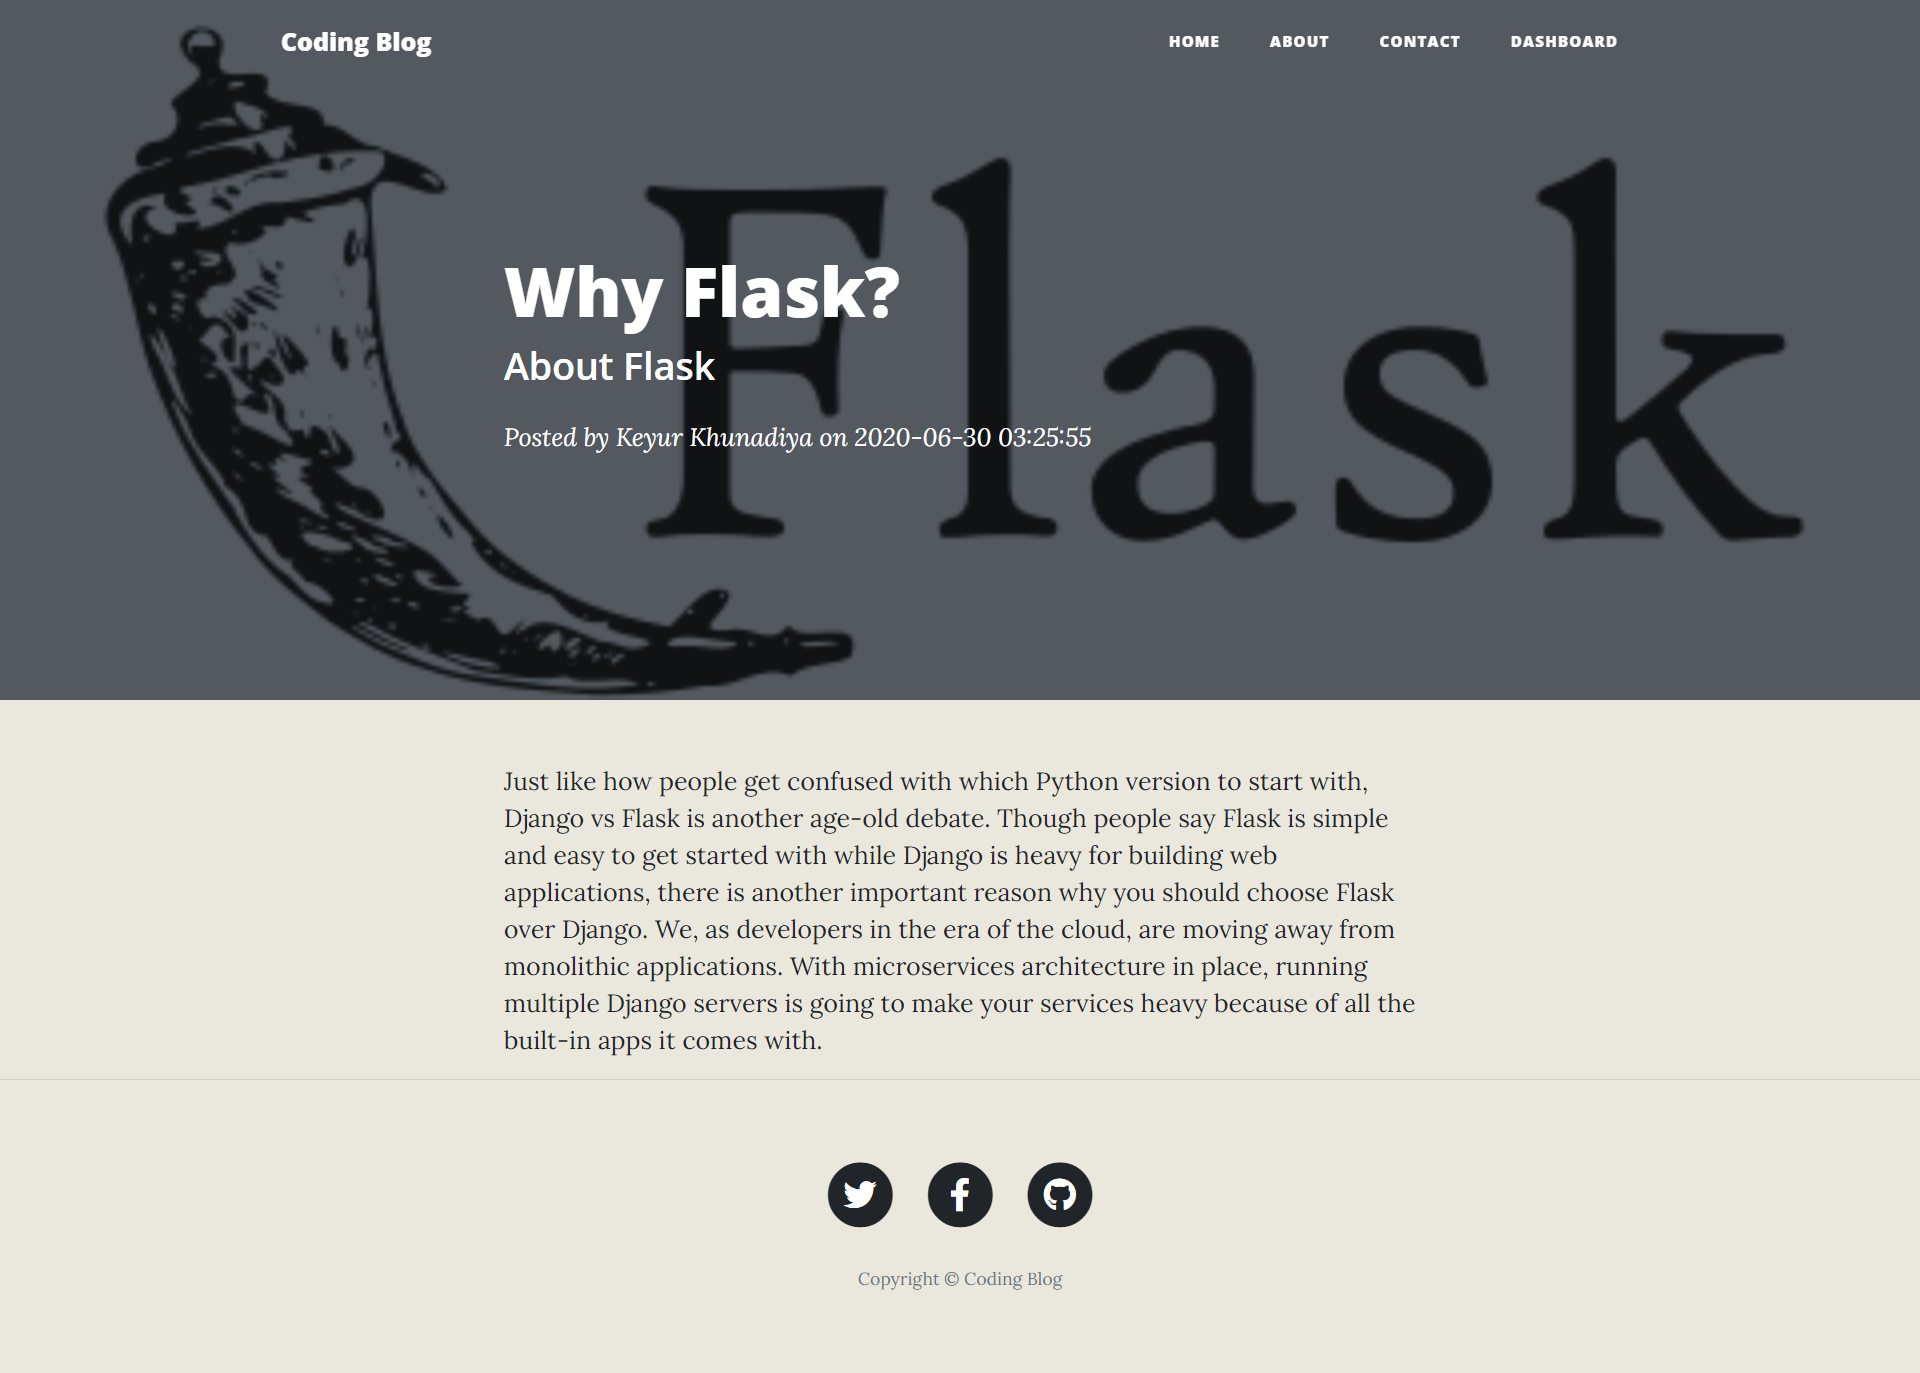 Coding Blog
HOME ABOUT CONTACT DASHBOARD
Flask
Why Flask?
About Flask
Posted by Keyur Khunadiya on 2020-06-30 03:25:55
Just like how people get confused with which Python version to start with,
Django vs Flask is another age-old debate. Though people say Flask is simple
and easy to get started with while Django is heavy for building web
applications, there is another important reason why you should choose Flask
over Django. We, as developers in the era of the cloud, are moving away from
monolithic applications. With microservices architecture in place, running
multiple Django servers is going to make your services heavy because of all the
built-in apps it comes with.
Copyright © Coding Blog